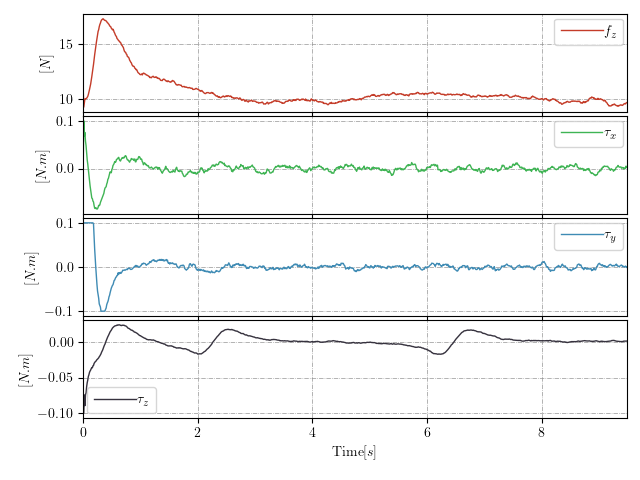 15
10
[N]
f_z
0.1
0.0
[N.m]
τ_x
0.1
0.0
−0.1
[N.m]
τ_y
0.00
−0.05
−0.10
[N.m]
τ_z
0 2 4 6 8
Time[s]